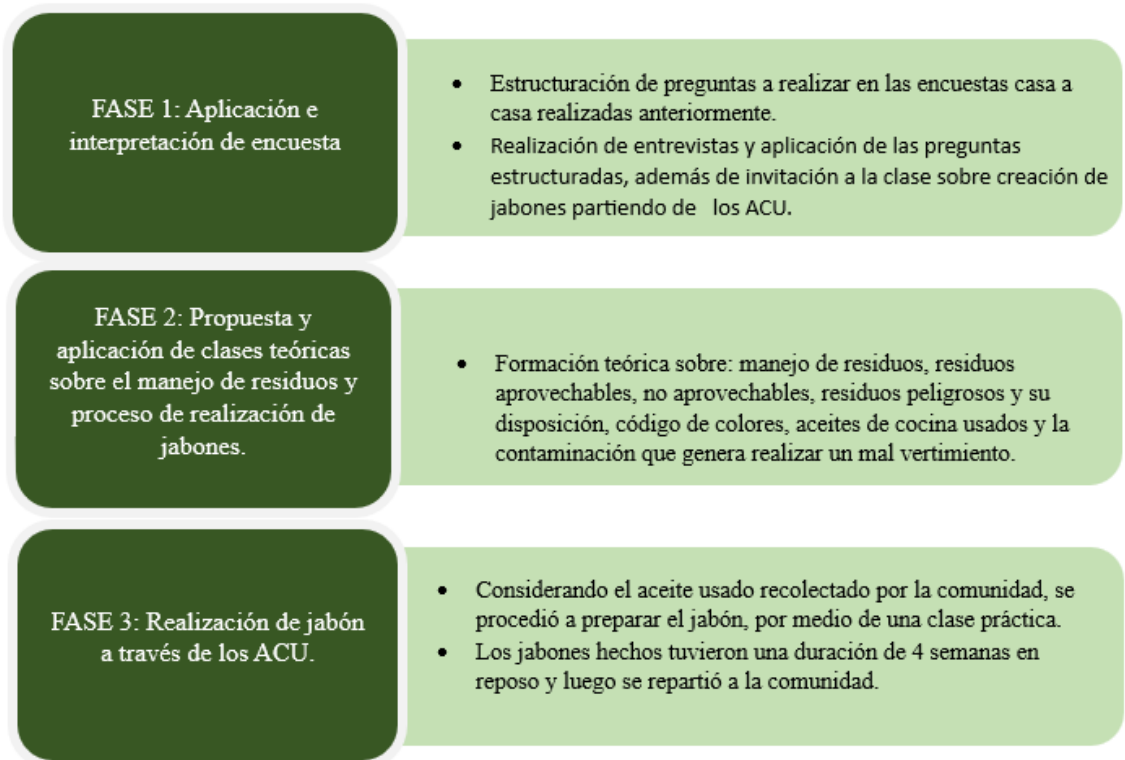 FASE 1: Aplicación e
interpretación de encuesta
• Estructuración de preguntas a realizar en las encuestas casa a
casa realizadas anteriormente.
• Realización de entrevistas y aplicación de las preguntas
estructuradas, además de invitación a la clase sobre creación de
jabones partiendo de los ACU.
FASE 2: Propuesta y
aplicación de clases teóricas
sobre el manejo de residuos y
proceso de realización de
jabones.
• Formación teórica sobre: manejo de residuos, residuos
aprovechables, no aprovechables, residuos peligrosos y su
disposición, código de colores, aceites de cocina usados y la
contaminación que genera realizar un mal vertimiento.
FASE 3: Realización de jabón
a través de los ACU.
• Considerando el aceite usado recolectado por la comunidad, se
procedió a preparar el jabón, por medio de una clase práctica.
• Los jabones hechos tuvieron una duración de 4 semanas en
reposo y luego se repartió a la comunidad.